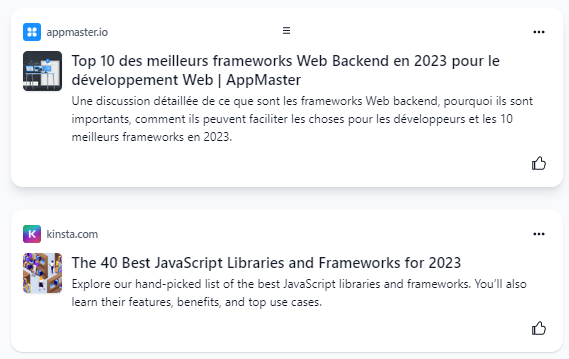 appmaster.io
Top 10 des meilleurs frameworks Web Backend en 2023 pour le
développement Web | AppMaster
Une discussion détaillée de ce que sont les frameworks Web backend, pourquoi ils sont
importants, comment ils peuvent faciliter les choses pour les développeurs et les 10
meilleurs frameworks en 2023.
K kinsta.com
The 40 Best JavaScript Libraries and Frameworks for 2023
Explore our hand-picked list of the best JavaScript libraries and frameworks. You'll also
learn their features, benefits, and top use cases.